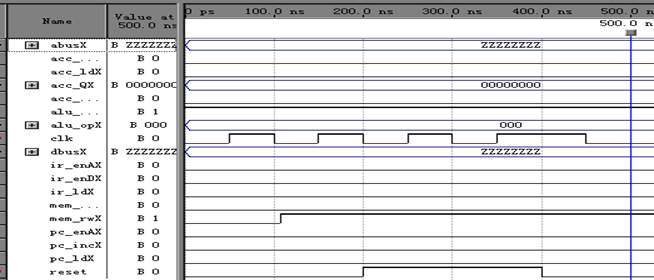 Name Value at 500.0 ns 0 ps 100.0 ns 200.0 ns 300.0 ns 400.0 ns 500.0 n
500.0 n
abusX B ZZZZZZZ ZZZZZZZZ
acc_... B 0
acc_ldX B 0
acc_QX B 0000000 00000000
acc_... B 0
alu_... B 1
alu_opX B 000 000
clk B 0
dbusX B ZZZZZZZ ZZZZZZZZ
ir_enAX B 0
ir_enDX B 0
ir_ldX B 0
mem_... B 0
mem_rwX B 1
pc_enAX B 0
pc_incX B 0
pc_ldX B 0
reset B 0